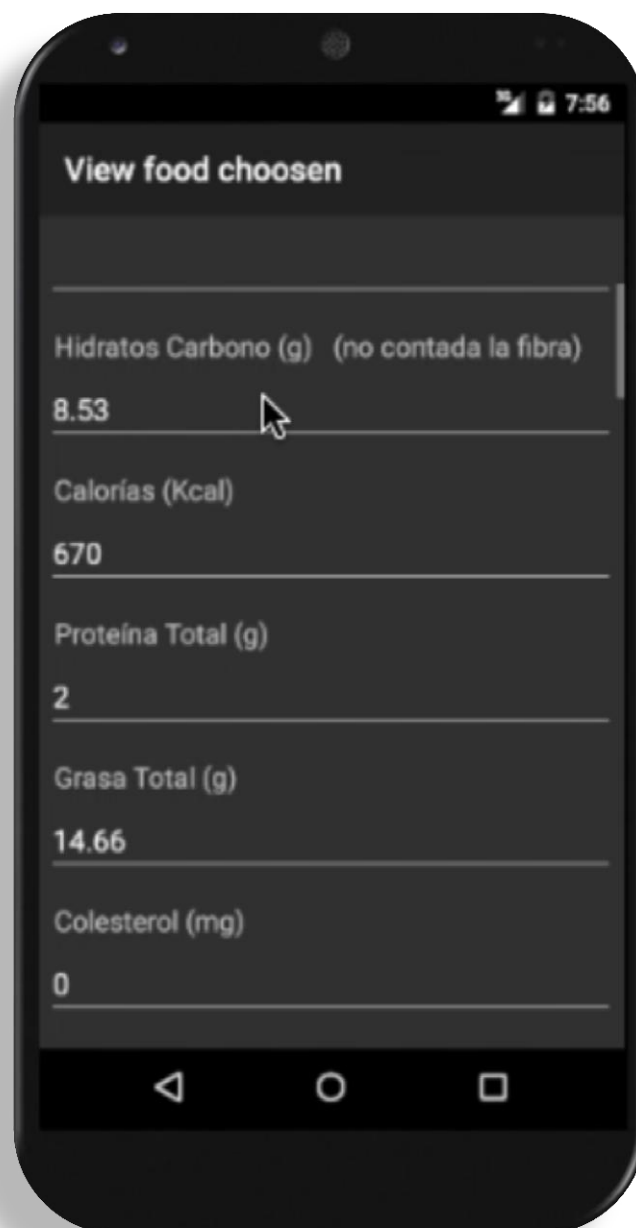 7:56
View food choosen
Hidratos Carbono (g) (no contada la fibra)
8.53
Calorías (Kcal)
670
Proteína Total (g)
2
Grasa Total (g)
14.66
Colesterol (mg)
0